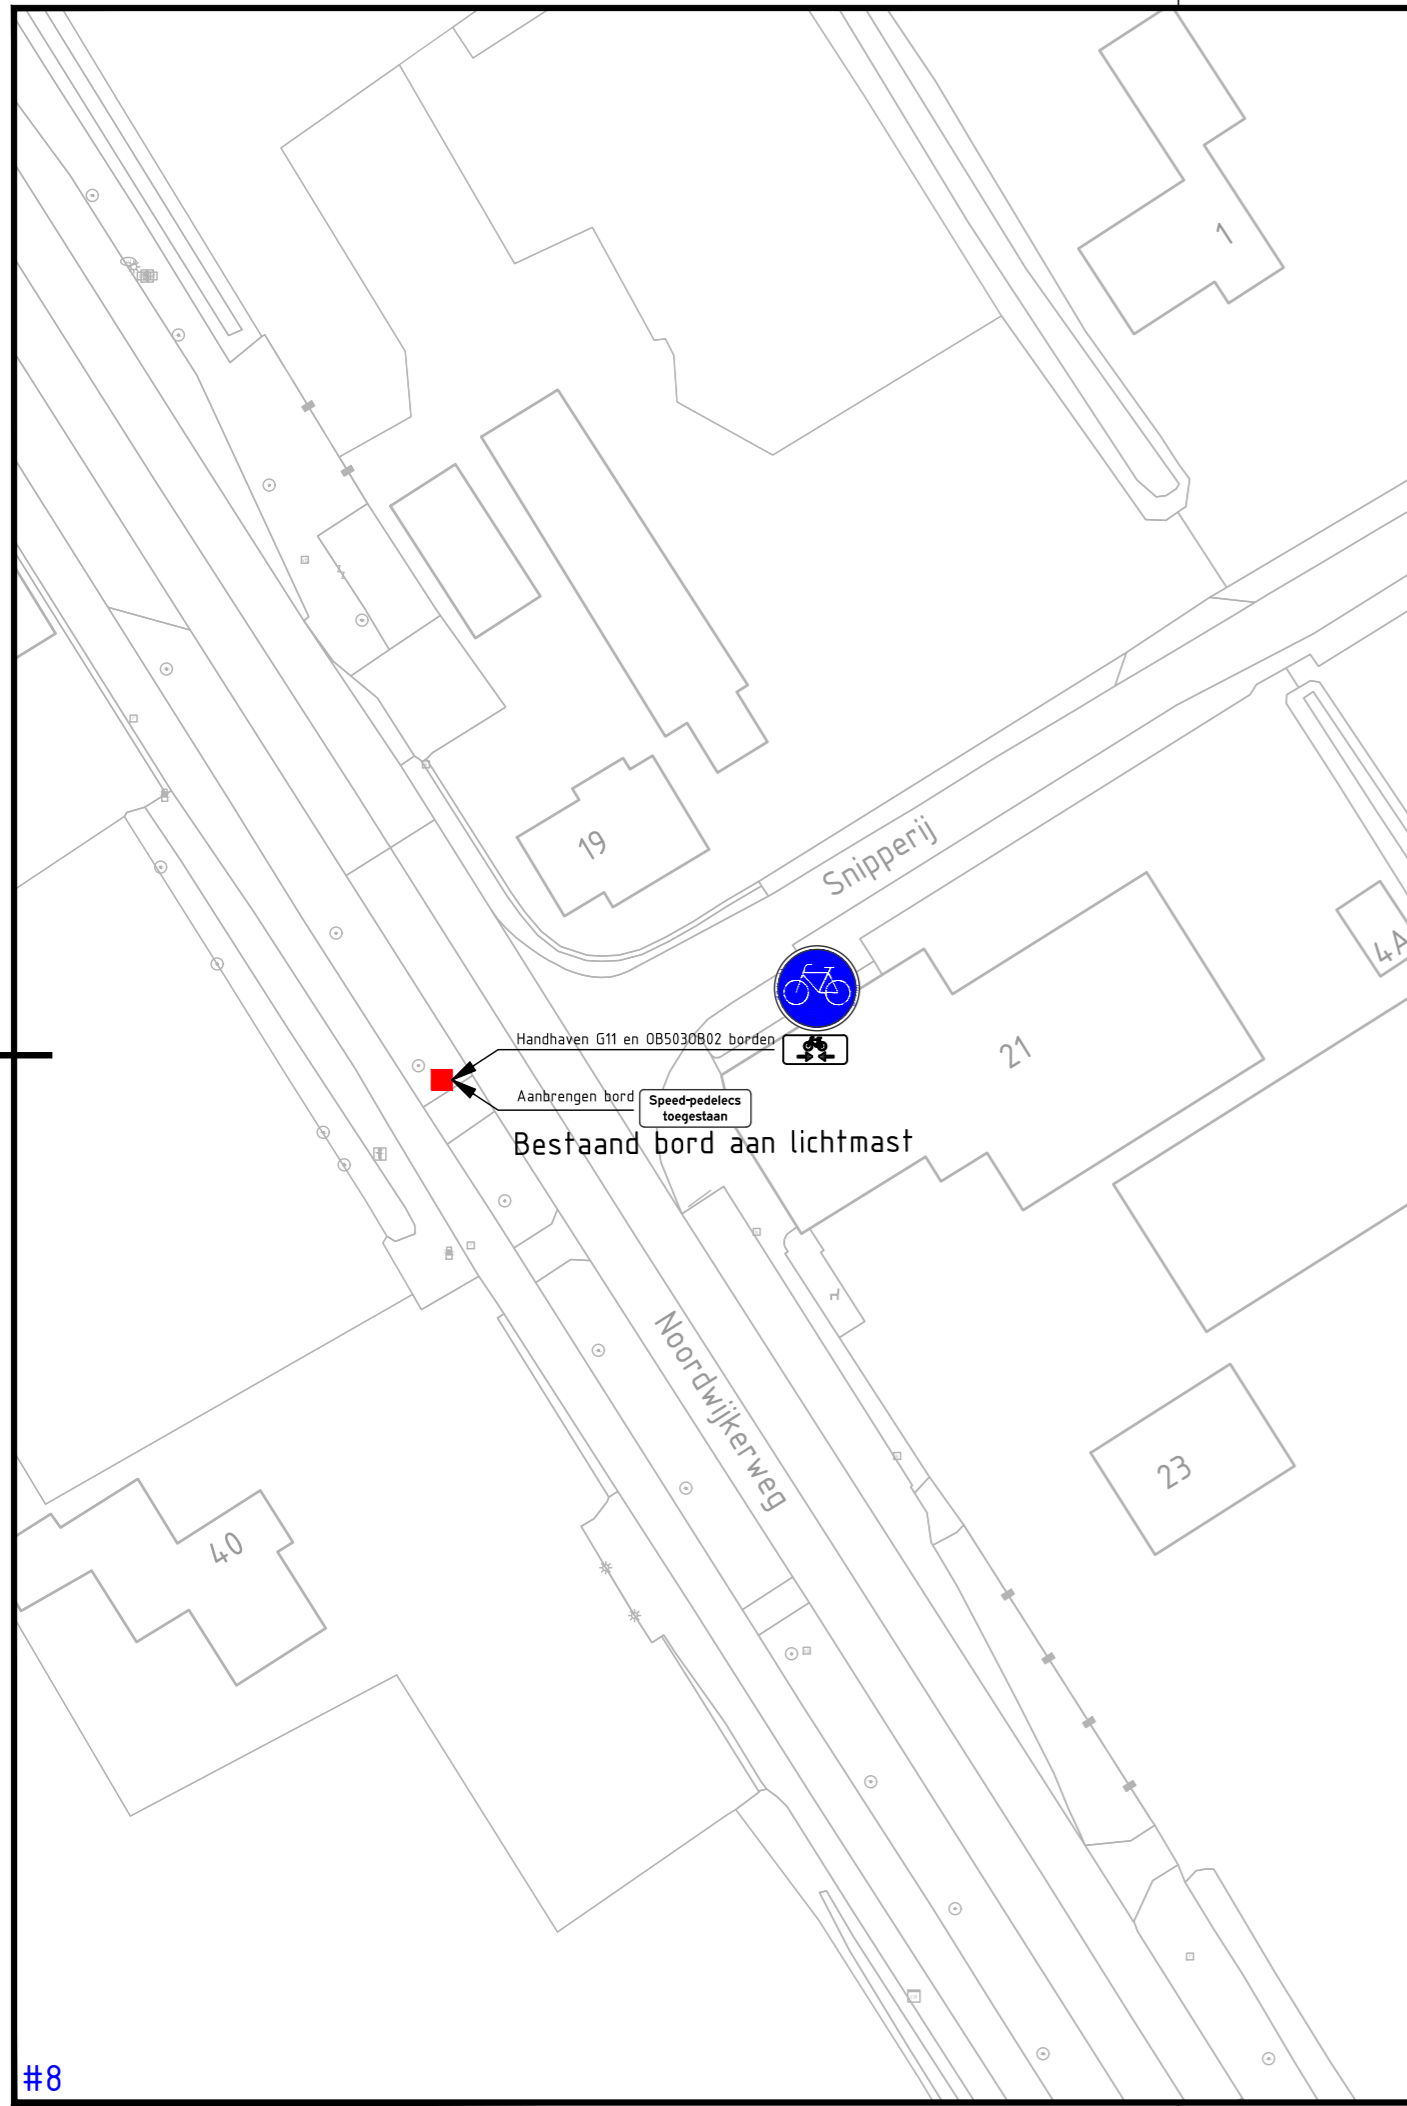 1
19
Snipperij
4A
21
Handhaven G11 en OB503OB02 borden
Aanbrengen bord
Speed-pedelecs
toegestaan
Bestaand bord aan lichtmast
Noordwijkerweg
23
40
#8